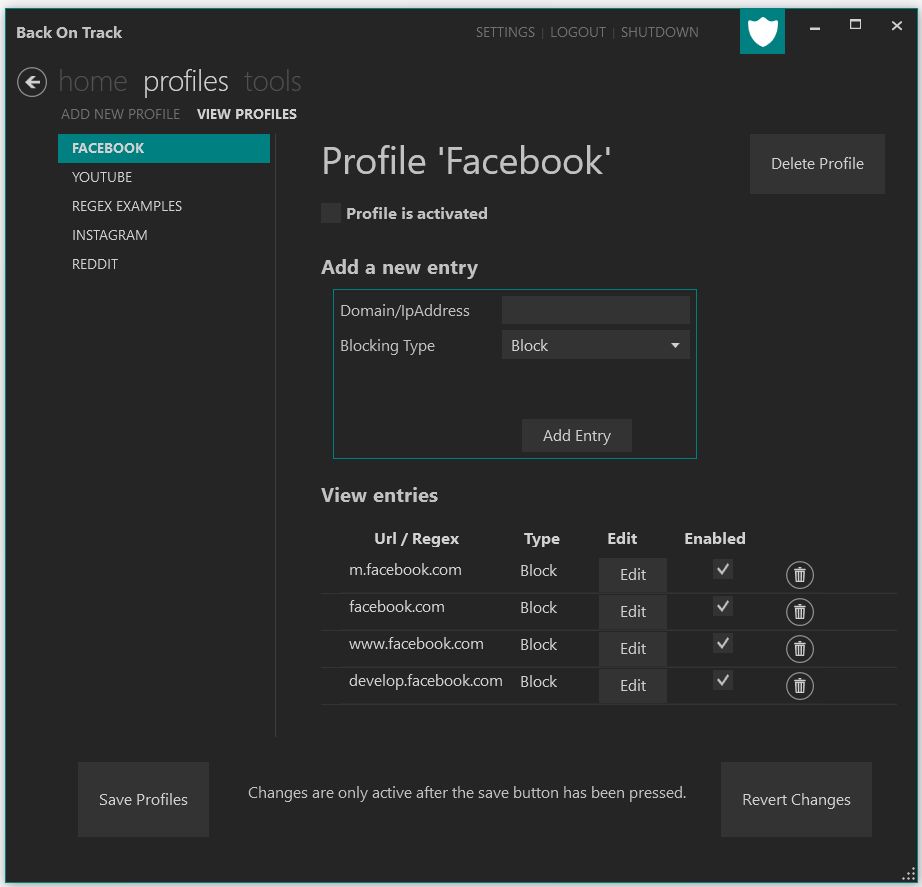 Back On Track SETTINGS | LOGOUT | SHUTDOWN
home profiles tools
ADD NEW PROFILE VIEW PROFILES
FACEBOOK
YOUTUBE
REGEX EXAMPLES
INSTAGRAM
REDDIT
Profile 'Facebook'
Delete Profile
Profile is activated
Add a new entry
Domain/IpAddress
Blocking Type Block
Add Entry
View entries
Url / Regex Type Edit Enabled
m.facebook.com Block Edit
facebook.com Block Edit
www.facebook.com Block Edit
develop.facebook.com Block Edit
Save Profiles
Changes are only active after the save button has been pressed.
Revert Changes